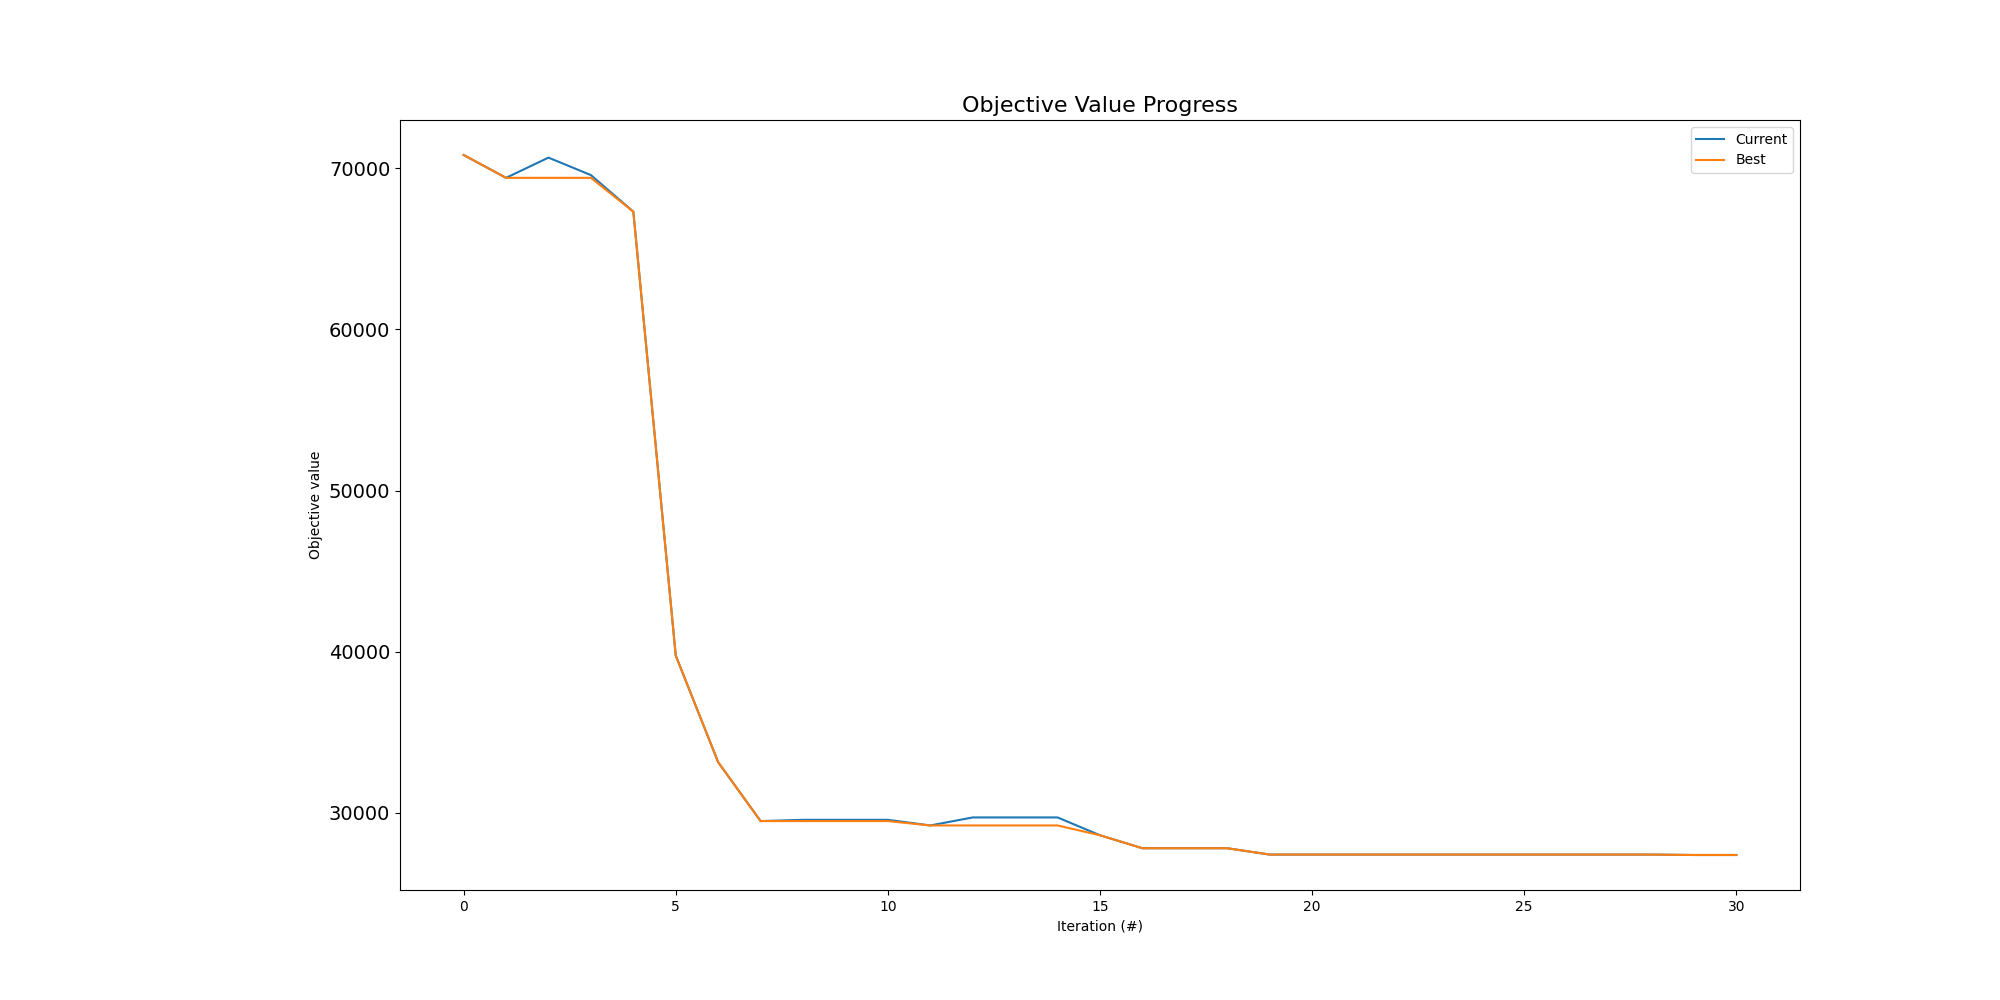 Objective Value Progress
Current
Best
70000
60000
50000
40000
30000
Objective value
0 5 10 15 20 25 30
Iteration (#)